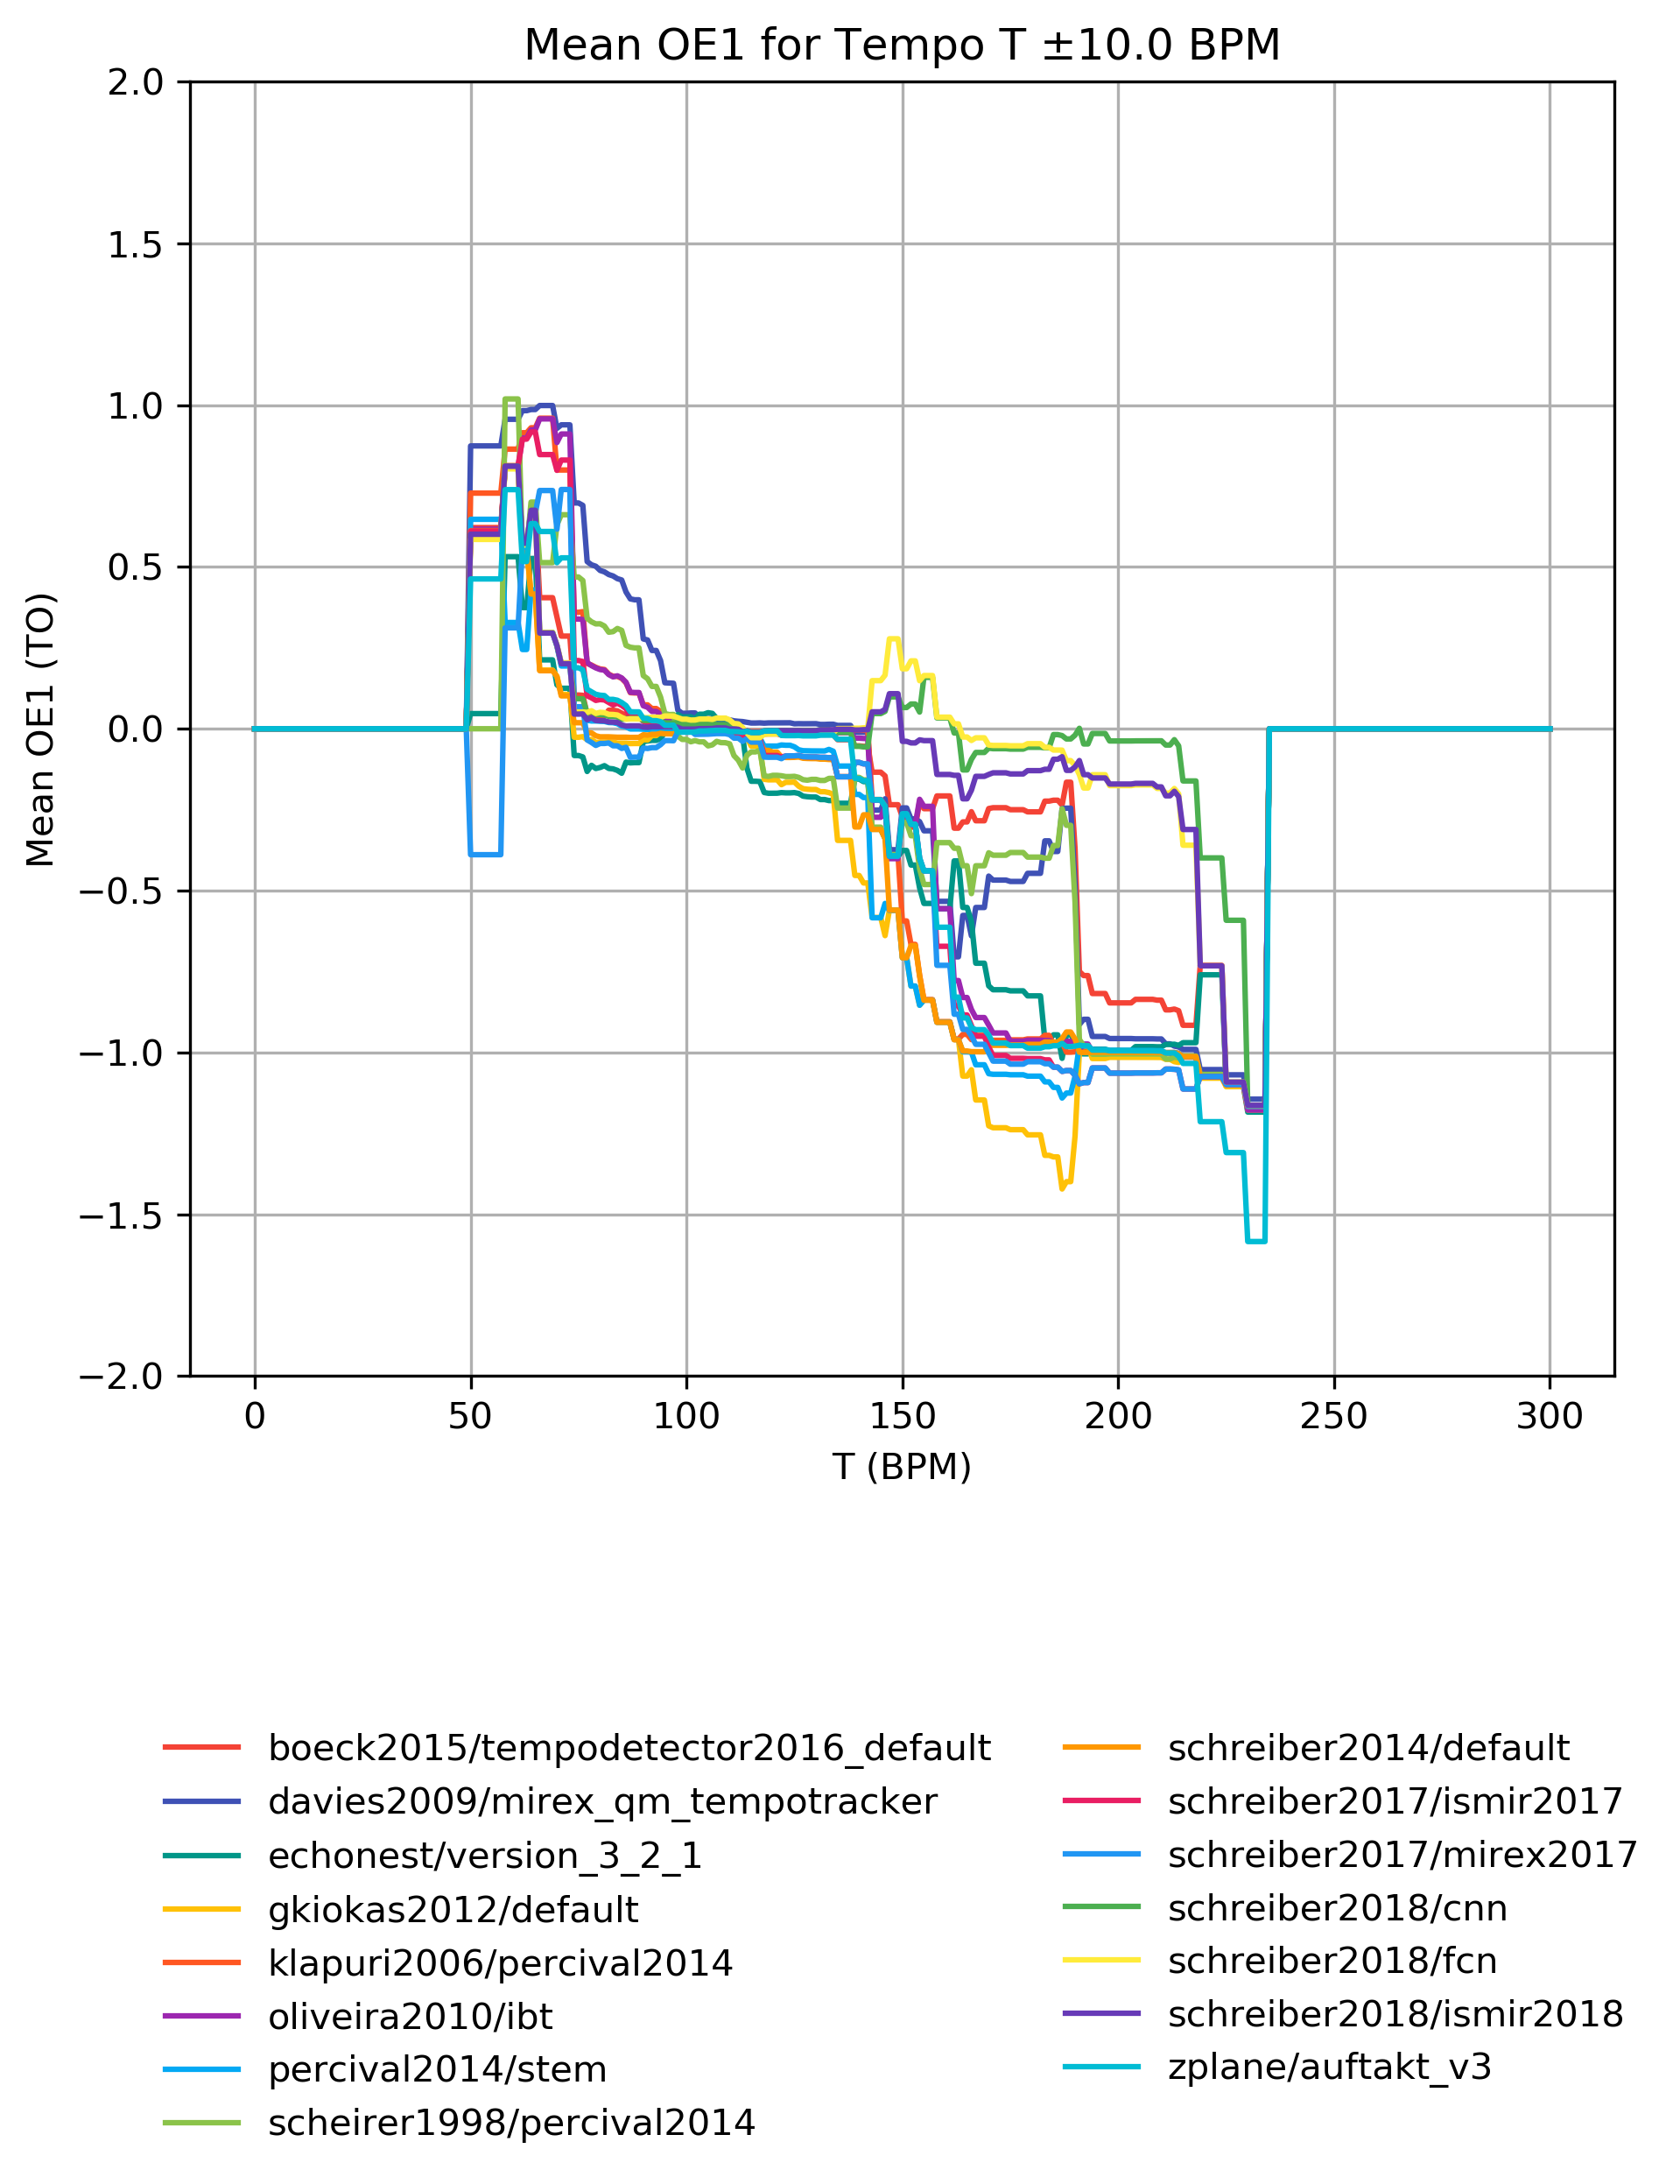 Mean OE1 for Tempo T ±10.0 BPM
2.0
1.5
1.0
0.5
0.0
−0.5
−1.0
−1.5
−2.0
Mean OE1 (TO)
0 50 100 150 200 250 300
T (BPM)
boeck2015/tempodetector2016_default
davies2009/mirex_qm_tempotracker
echonest/version_3_2_1
gkiokas2012/default
klapuri2006/percival2014
oliveira2010/ibt
percival2014/stem
scheirer1998/percival2014
schreiber2014/default
schreiber2017/ismir2017
schreiber2017/mirex2017
schreiber2018/cnn
schreiber2018/fcn
schreiber2018/ismir2018
zplane/auftakt_v3